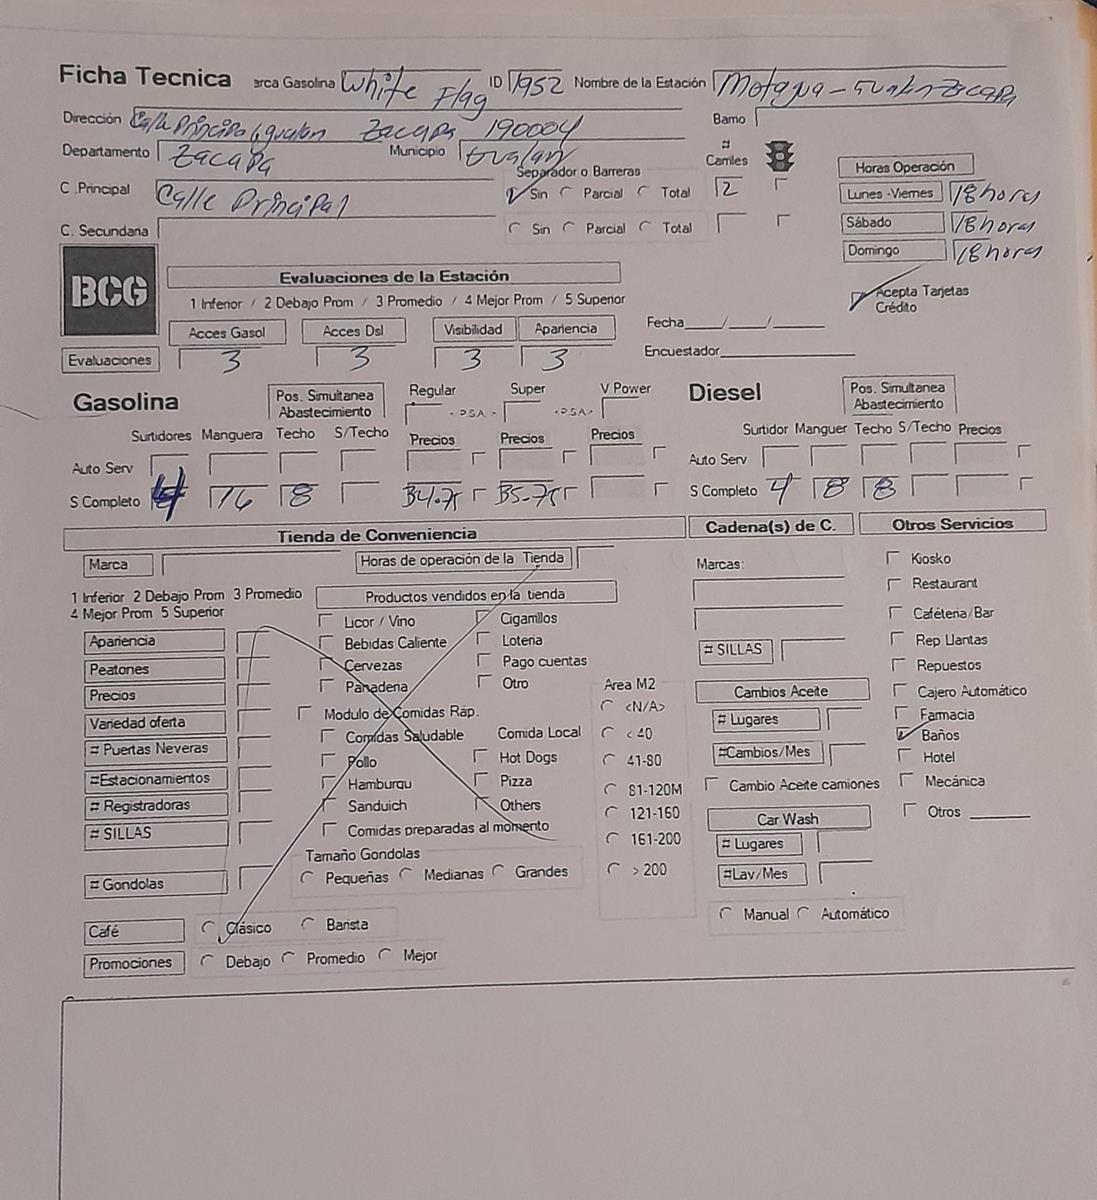 Ficha Tecnica arca Gasolina White Flag ID 1952 Nombre de la Estación Motagua - Gualan Zacapa
Dirección Calle Principal gualan Zacapa 190004 Barrio
Departamento Zacapa Municipio Gualan # Carriles
Separador o Barreras Horas Operación
C .Principal Calle Principal Sin Parcial Total 2 Lunes -Viernes 18 horas
C. Secundaria Sin Parcial Total Sábado 18 horas
Domingo 18 horas
BCG Evaluaciones de la Estación
1 Inferior / 2 Debajo Prom / 3 Promedio / 4 Mejor Prom / 5 Superior Acepta Tarjetas Crédito
Acces Gasol Acces Dsl Visibilidad Apariencia Fecha___/___/_____
Evaluaciones 3 3 3 3 Encuestador
Gasolina Pos. Simultanea Abastecimiento Regular Super V Power Diesel Pos. Simultanea Abastecimiento
Surtidores Manguera Techo S/Techo Precios Precios Precios Surtidor Manguer Techo S/Techo Precios
Auto Serv Auto Serv
S Completo 4 16 8 34.75 35.75 S Completo 4 8 8
Tienda de Conveniencia Cadena(s) de C. Otros Servicios
Marca Horas de operación de la Tienda Marcas: Kiosko
1 Inferior 2 Debajo Prom 3 Promedio Productos vendidos en la tienda Restaurant
4 Mejor Prom 5 Superior Licor / Vino Cigarrillos Cafétería/Bar
Apariencia Bebidas Caliente Lotería # SILLAS Rep Llantas
Peatones Cervezas Pago cuentas Repuestos
Precios Panaderia Otro Area M2 Cambios Aceite Cajero Automático
Variedad oferta Modulo de Comidas Ráp. <N/A> # Lugares Farmacia
# Puertas Neveras Comidas Saludable Comida Local < 40 Baños
#Estacionamientos Pollo Hot Dogs 41-80 #Cambios/Mes Hotel
# Registradoras Hamburgu Pizza 81-120M Cambio Aceite camiones Mecánica
# SILLAS Sanduich Others 121-160 Car Wash Otros ______
Comidas preparadas al momento 161-200 # Lugares
# Gondolas Tamaño Gondolas > 200 #Lav/Mes
Pequeñas Medianas Grandes
Café Clásico Barista Manual Automático
Promociones Debajo Promedio Mejor